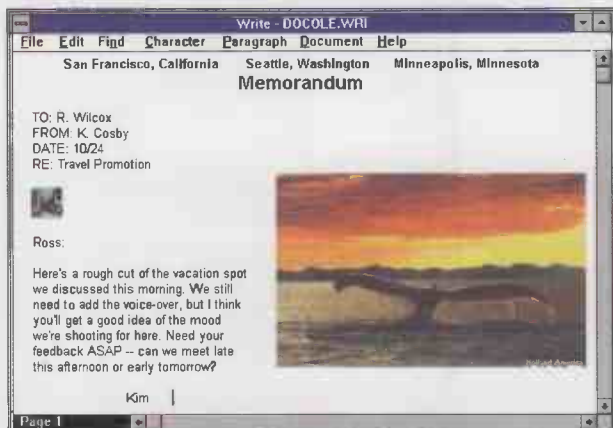 Write - DOCOLE.WRI
File Edit Find Character Paragraph Document Help
San Francisco, California Seattle, Washington Minneapolis, Minnesota
Memorandum
TO: R. Wilcox
FROM: K. Cosby
DATE: 10/24
RE: Travel Promotion
Ross:
Here's a rough cut of the vacation spot
we discussed this morning. We still
need to add the voice-over, but I think
you'll get a good idea of the mood
we're shooting for here. Need your
feedback ASAP -- can we meet late
this afternoon or early tomorrow?
Holland America
Kim
Page 1